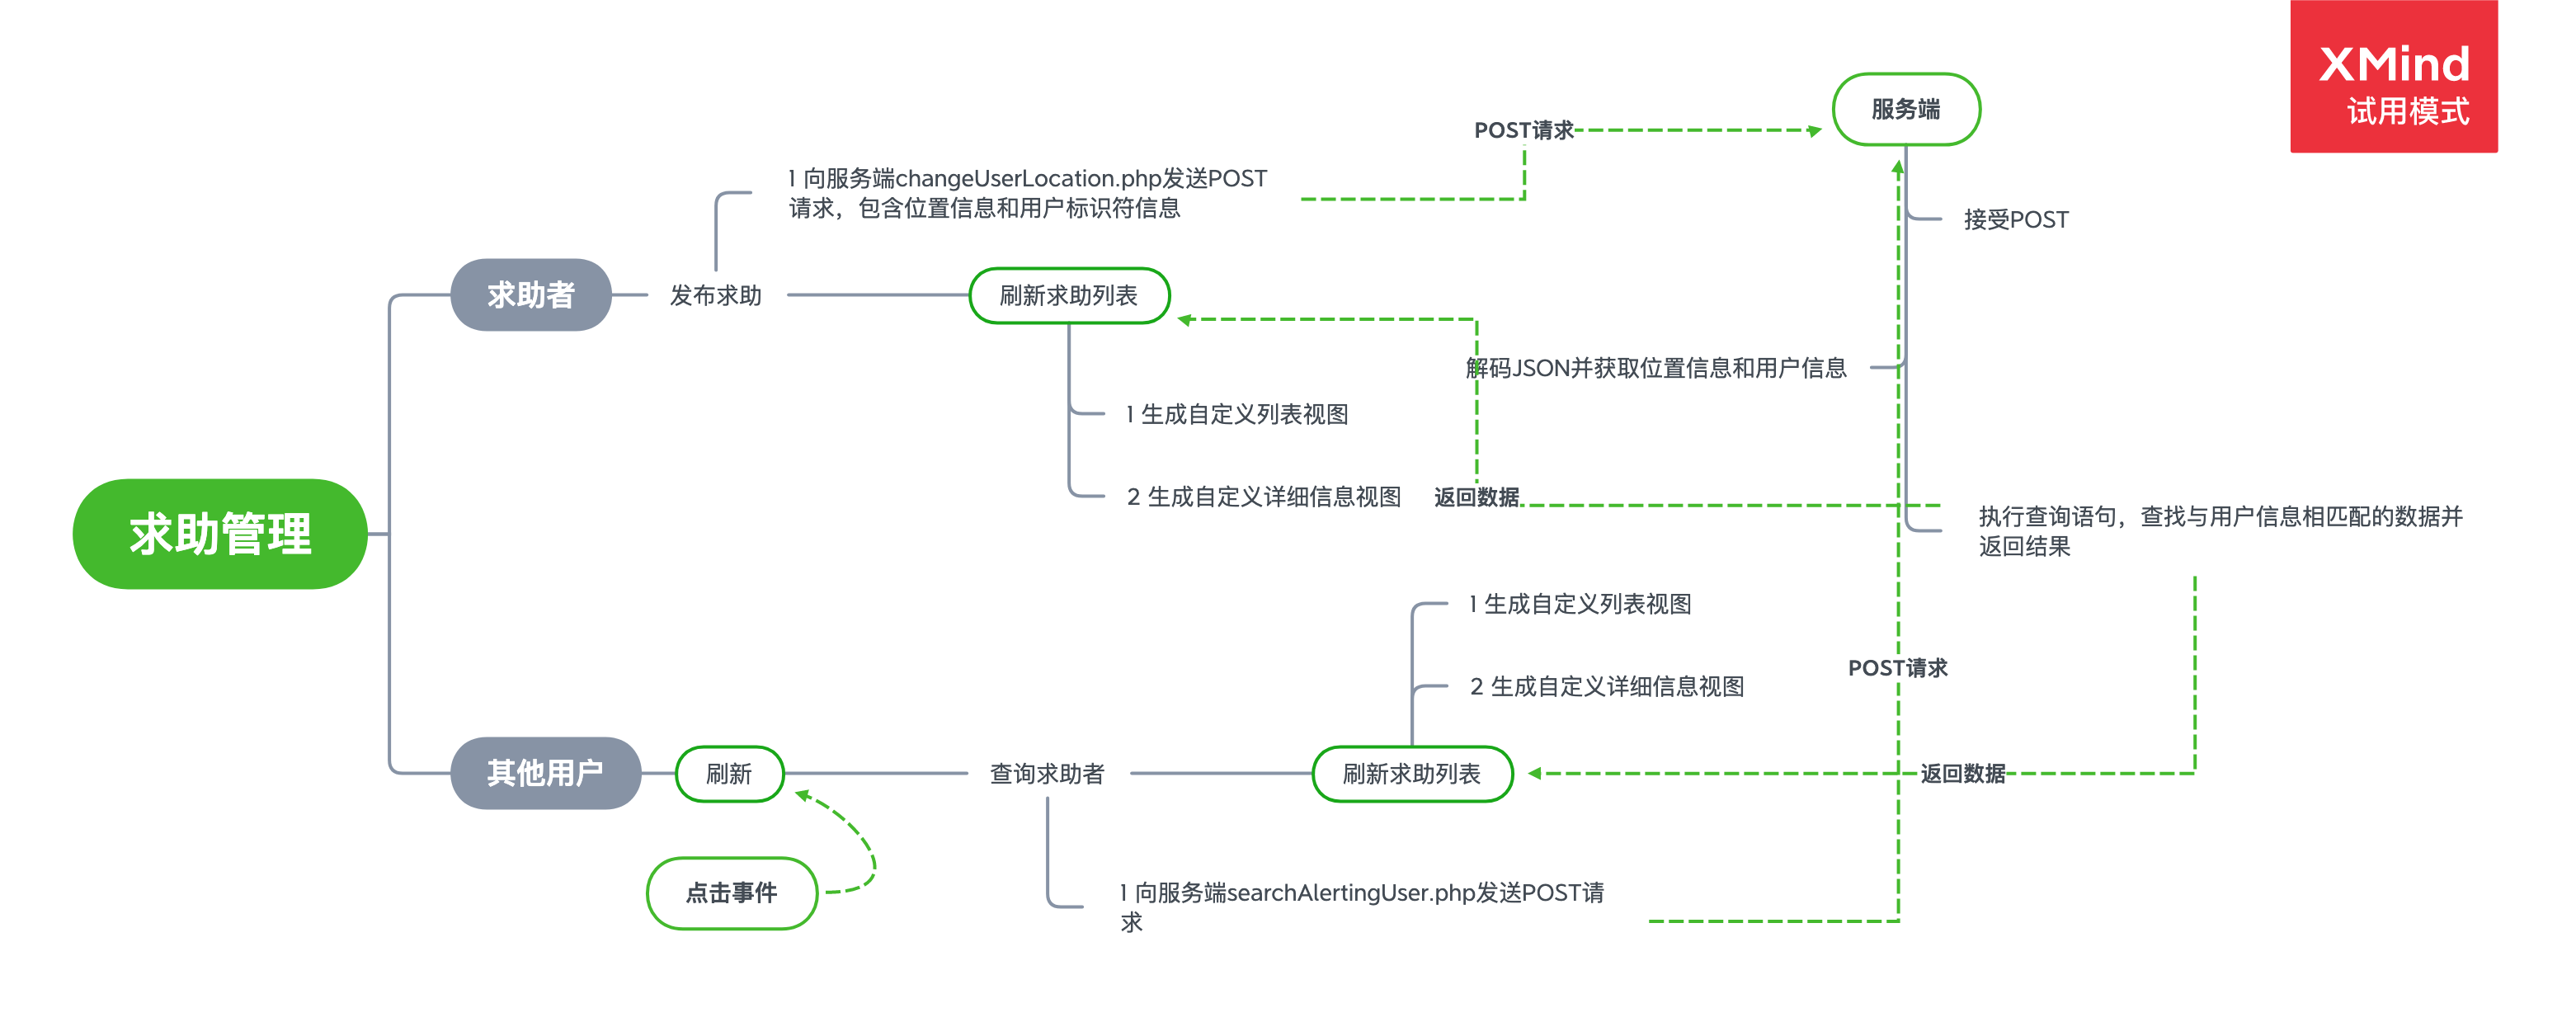 XMind
试用模式
服务端
POST请求
1 向服务端changeUserLocation.php发送POST
请求，包含位置信息和用户标识符信息
接受POST
求助者
发布求助
刷新求助列表
解码JSON并获取位置信息和用户信息
1 生成自定义列表视图
2 生成自定义详细信息视图
返回数据
执行查询语句，查找与用户信息相匹配的数据并
返回结果
求助管理
1 生成自定义列表视图
POST请求
2 生成自定义详细信息视图
其他用户
刷新
查询求助者
刷新求助列表
返回数据
点击事件
1 向服务端searchAlertingUser.php发送POST请
求